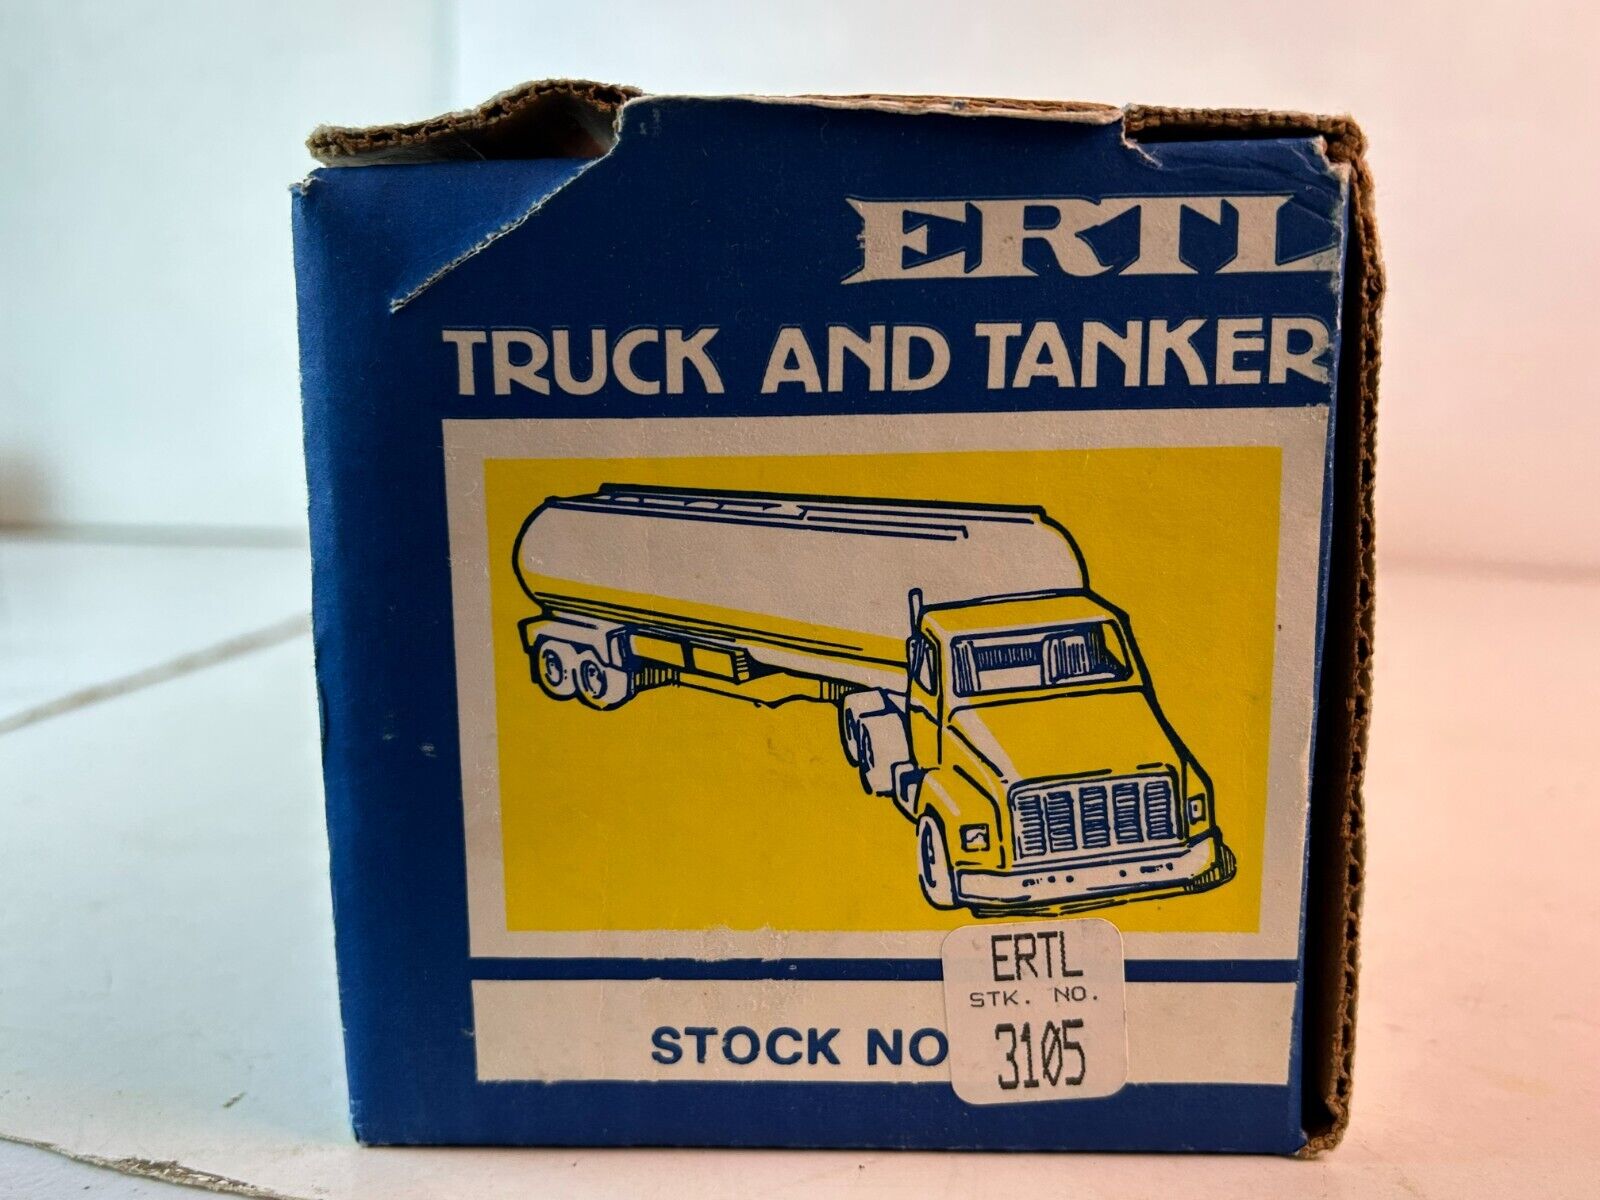 ERTL
TRUCK AND TANKER
STOCK NO
ERTL
STK. NO.
3105